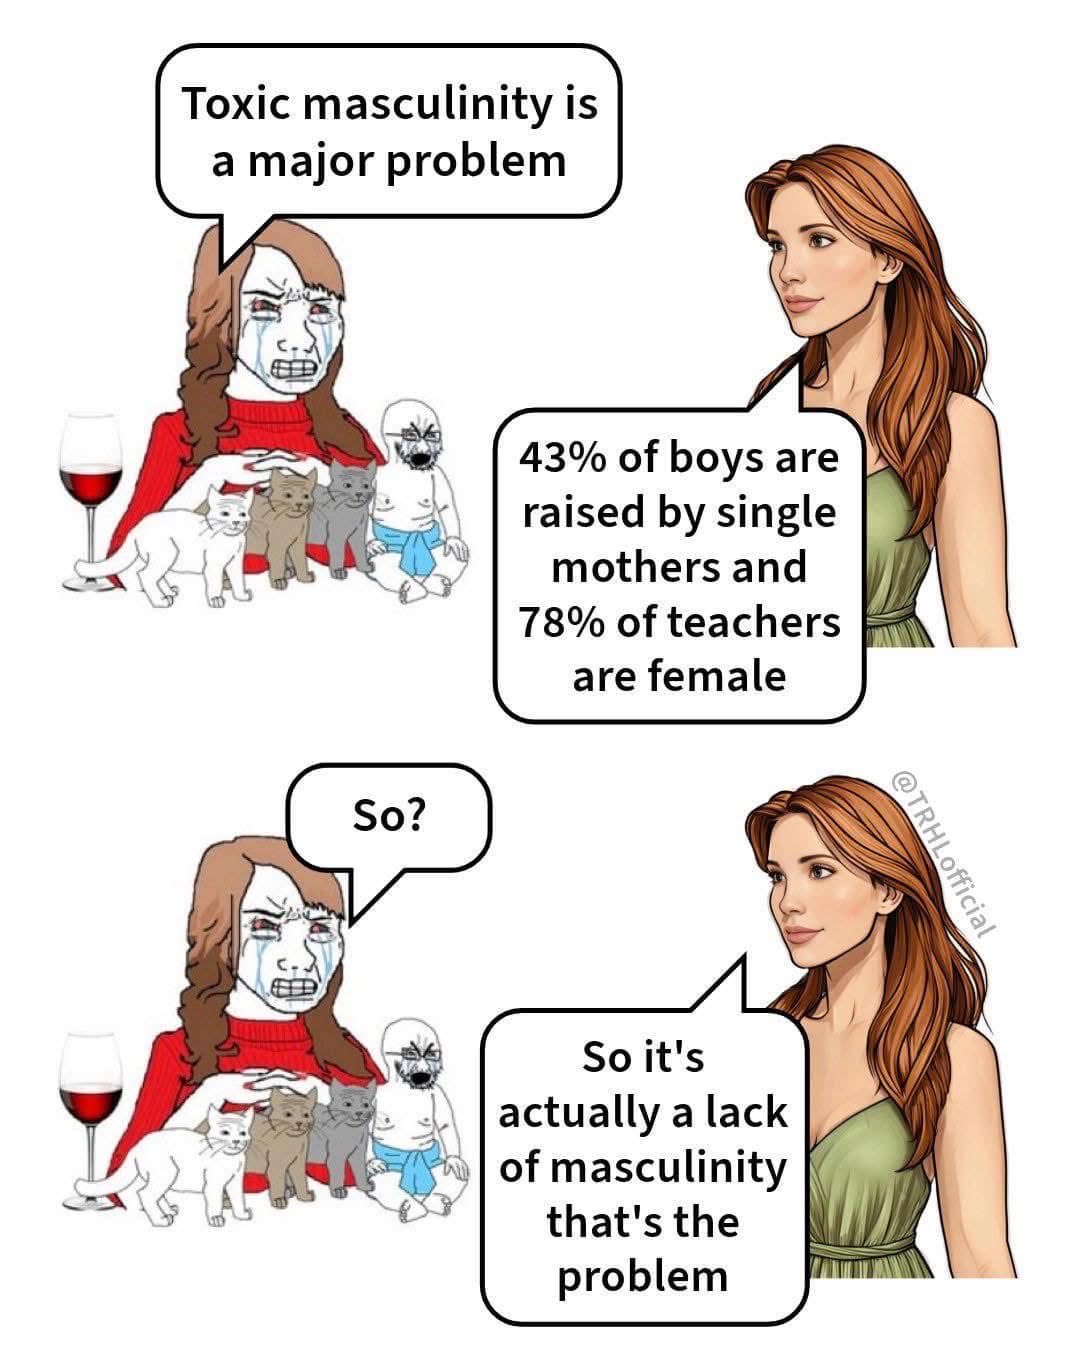 Toxic masculinity is
a major problem
43% of boys are
raised by single
mothers and
78% of teachers
are female
So?
@TRHLofficial
So it's
actually a lack
of masculinity
that's the
problem